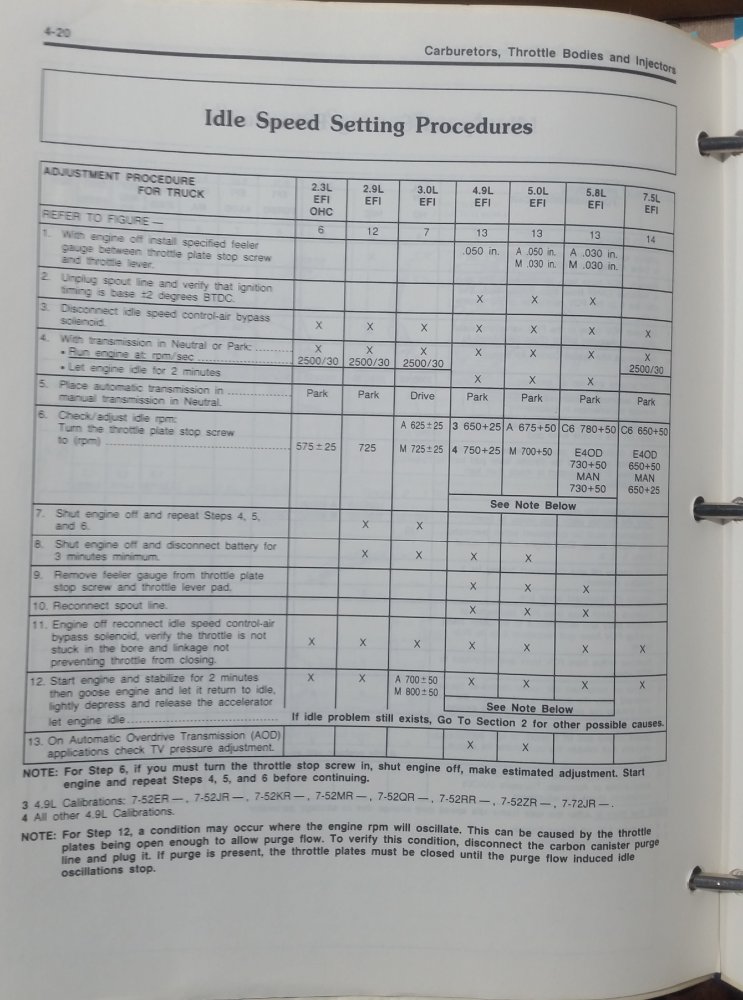 4-20
Carburetors, Throttle Bodies and Injectors
Idle Speed Setting Procedures
ADJUSTMENT PROCEDURE
FOR TRUCK
2.3L EFI OHC
2.9L EFI
3.0L EFI
4.9L EFI
5.0L EFI
5.8L EFI
7.5L EFI
REFER TO FIGURE — 6 12 7 13 13 13 14
1. With engine off install specified feeler
gauge between throttle plate stop screw
and throttle lever.
.050 in.
A .050 in.
M .030 in.
A .030 in.
M .030 in.
2. Unplug spout line and verify that ignition
timing is base ±2 degrees BTDC. X X X
3. Disconnect idle speed control-air bypass
solenoid. X X X X X X X
4. With transmission in Neutral or Park: .......... X X X X X X X
• Run engine at: rpm/sec .......... 2500/30 2500/30 2500/30 2500/30
• Let engine idle for 2 minutes X X X
5. Place automatic transmission in .......... Park Park Drive Park Park Park Park
manual transmission in Neutral.
6. Check/adjust idle rpm:
Turn the throttle plate stop screw
to (rpm) .......... 575±25 725
A 625±25
M 725±25
3 650+25
4 750+25
A 675+50
M 700+50
C6 780+50
E4OD
730+50
MAN
730+50
C6 650+50
E4OD
650+50
MAN
650+25
See Note Below
7. Shut engine off and repeat Steps 4, 5,
and 6. X X
8. Shut engine off and disconnect battery for
3 minutes minimum. X X X X
9. Remove feeler gauge from throttle plate
stop screw and throttle lever pad. X X X
10. Reconnect spout line. X X X
11. Engine off reconnect idle speed control-air
bypass solenoid, verify the throttle is not
stuck in the bore and linkage not
preventing throttle from closing. X X X X X X X
12. Start engine and stabilize for 2 minutes
then goose engine and let it return to idle,
lightly depress and release the accelerator
let engine idle ..........
X X
A 700±50
M 800±50
X X X X
See Note Below
If idle problem still exists, Go To Section 2 for other possible causes.
13. On Automatic Overdrive Transmission (AOD)
applications check TV pressure adjustment. X X
NOTE: For Step 6, if you must turn the throttle stop screw in, shut engine off, make estimated adjustment. Start
engine and repeat Steps 4, 5, and 6 before continuing.
3 4.9L Calibrations: 7-52ER —, 7-52JR —, 7-52KR —, 7-52MR —, 7-52QR —, 7-52RR —, 7-52ZR —, 7-72JR —.
4 All other 4.9L Calibrations.
NOTE: For Step 12, a condition may occur where the engine rpm will oscillate. This can be caused by the throttle
plates being open enough to allow purge flow. To verify this condition, disconnect the carbon canister purge
line and plug it. If purge is present, the throttle plates must be closed until the purge flow induced idle
oscillations stop.